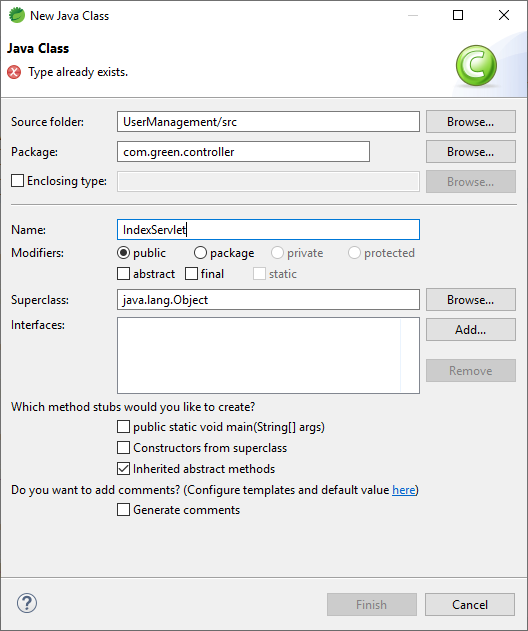 New Java Class
Java Class
Type already exists.
Source folder: UserManagement/src Browse...
Package: com.green.controller Browse...
Enclosing type: Browse...
Name: IndexServlet
Modifiers: public package private protected
abstract final static
Superclass: java.lang.Object Browse...
Interfaces: Add...
Remove
Which method stubs would you like to create?
public static void main(String[] args)
Constructors from superclass
Inherited abstract methods
Do you want to add comments? (Configure templates and default value here)
Generate comments
? Finish Cancel